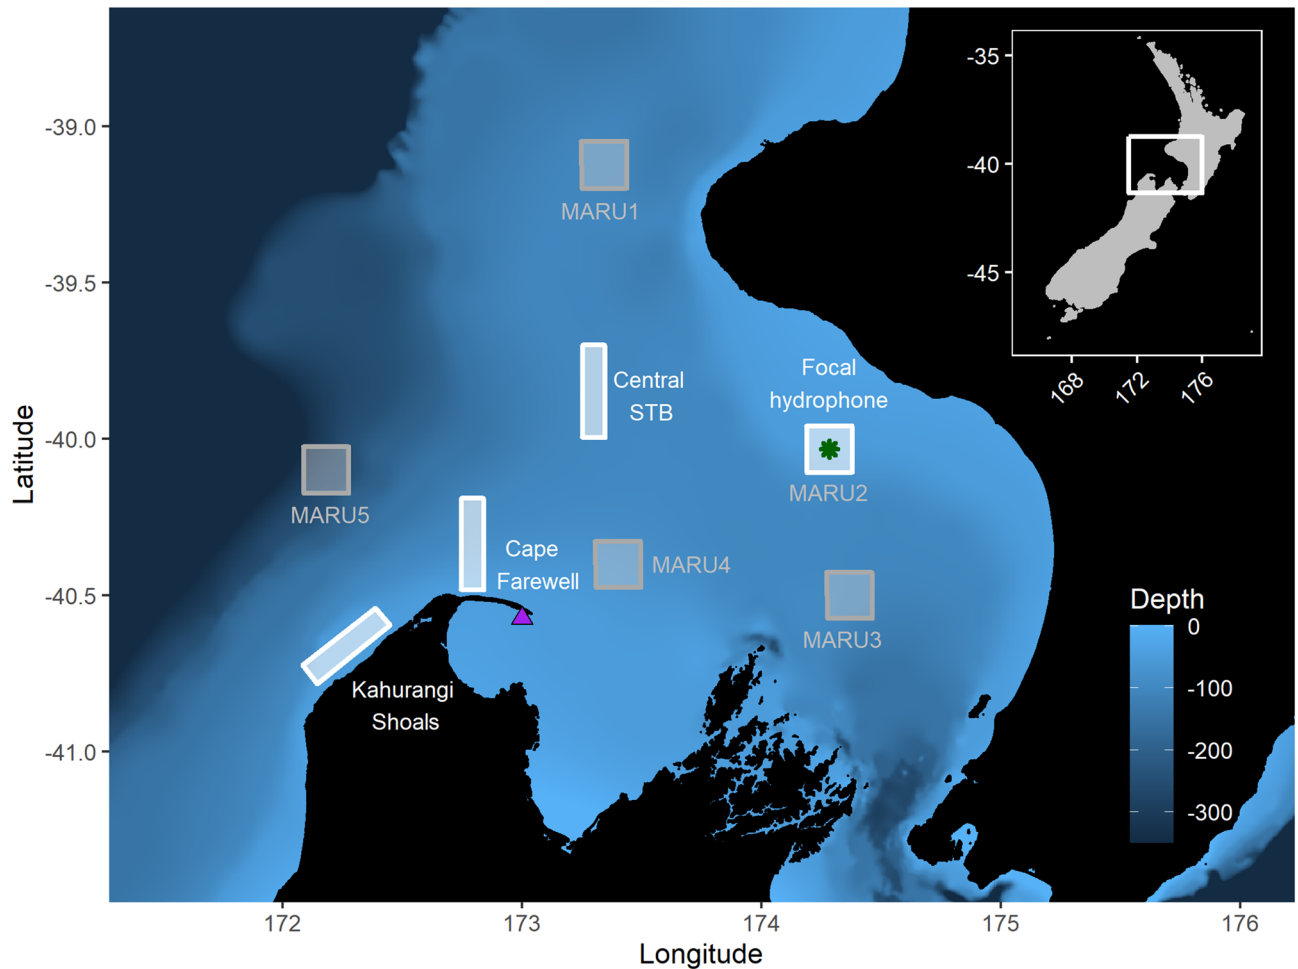 -35
-40
-45
168
172
176
-39.0
-39.5
-40.0
-40.5
-41.0
Latitude
MARU1
Central
STB
Focal
hydrophone
MARU2
MARU5
Cape
Farewell
MARU4
MARU3
Kahurangi
Shoals
Depth
0
-100
-200
-300
172
173
174
175
176
Longitude